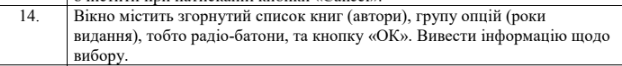 14. Вікно містить згорнутий список книг (автори), групу опцій (роки
видання), тобто радіо-батони, та кнопку «ОК». Вивести інформацію щодо
вибору.